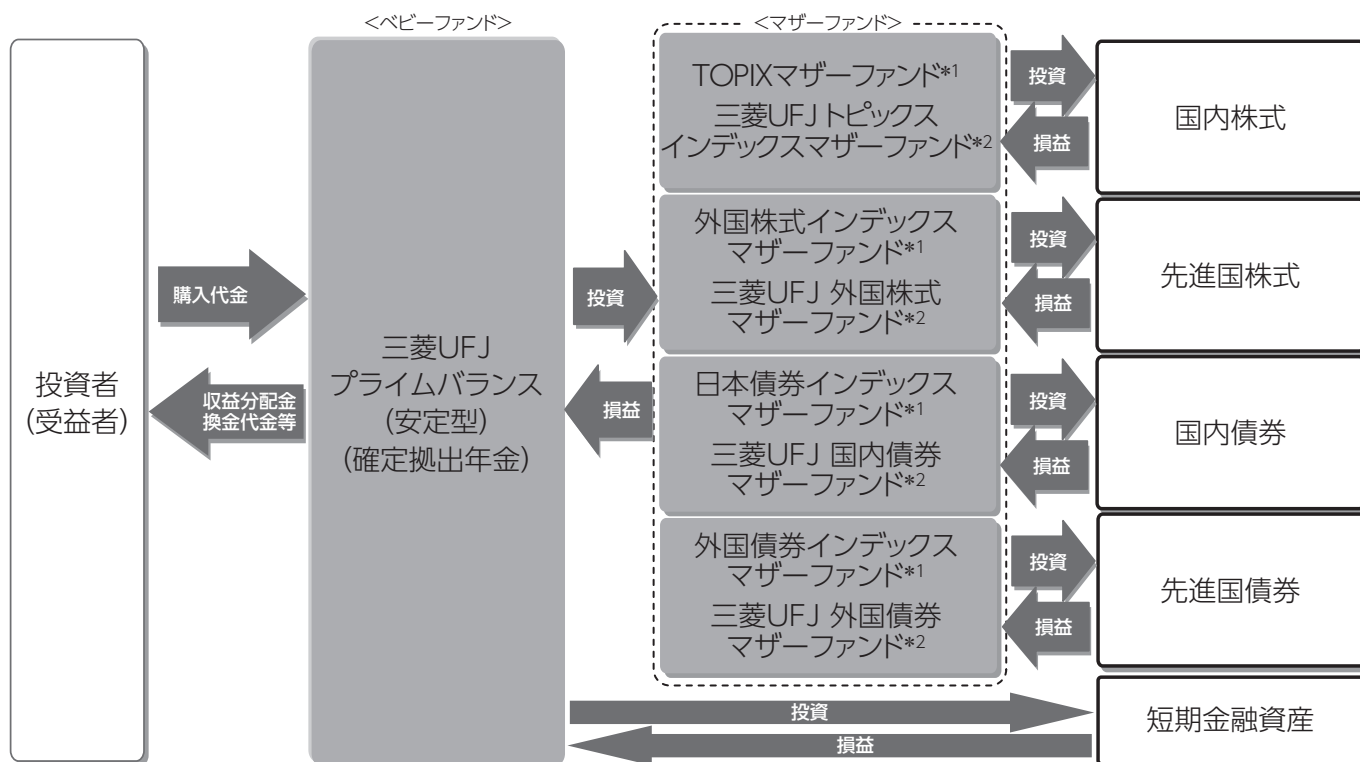 <ベビーファンド>
<マザーファンド>
投資者
(受益者)
購入代金
収益分配金
換金代金等
三菱UFJ
プライムバランス
(安定型)
(確定拠出年金)
投資
損益
TOPIXマザーファンド*1
三菱UFJ トピックス
インデックスマザーファンド*2
投資
損益
国内株式
外国株式インデックス
マザーファンド*1
三菱UFJ 外国株式
マザーファンド*2
投資
損益
先進国株式
日本債券インデックス
マザーファンド*1
三菱UFJ 国内債券
マザーファンド*2
投資
損益
国内債券
外国債券インデックス
マザーファンド*1
三菱UFJ 外国債券
マザーファンド*2
投資
損益
先進国債券
投資
損益
短期金融資産